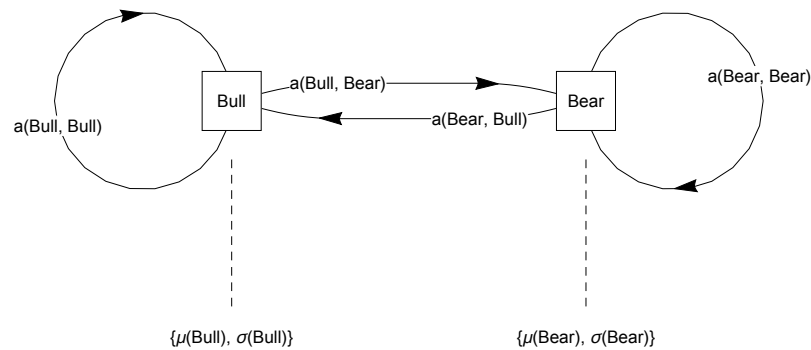 a(Bull, Bear)
a(Bear, Bear)
Bull
Bear
a(Bull, Bull)
a(Bear, Bull)
{μ(Bull), σ(Bull)}
{μ(Bear), σ(Bear)}